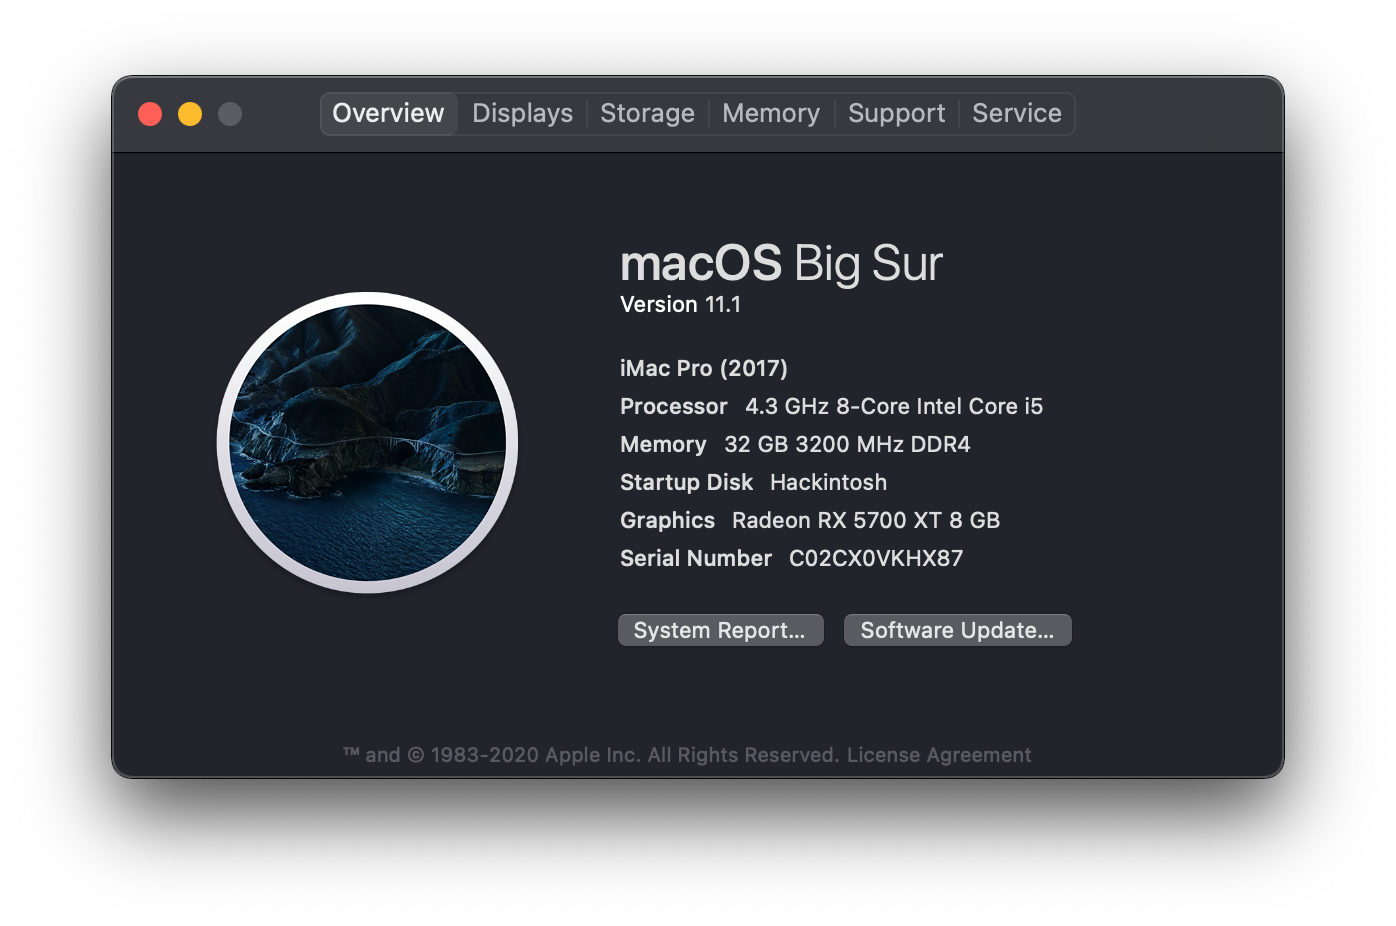 Overview Displays Storage Memory Support Service
macOS Big Sur
Version 11.1
iMac Pro (2017)
Processor 4.3 GHz 8-Core Intel Core i5
Memory 32 GB 3200 MHz DDR4
Startup Disk Hackintosh
Graphics Radeon RX 5700 XT 8 GB
Serial Number C02CX0VKHX87
System Report... Software Update...
™ and © 1983-2020 Apple Inc. All Rights Reserved. License Agreement